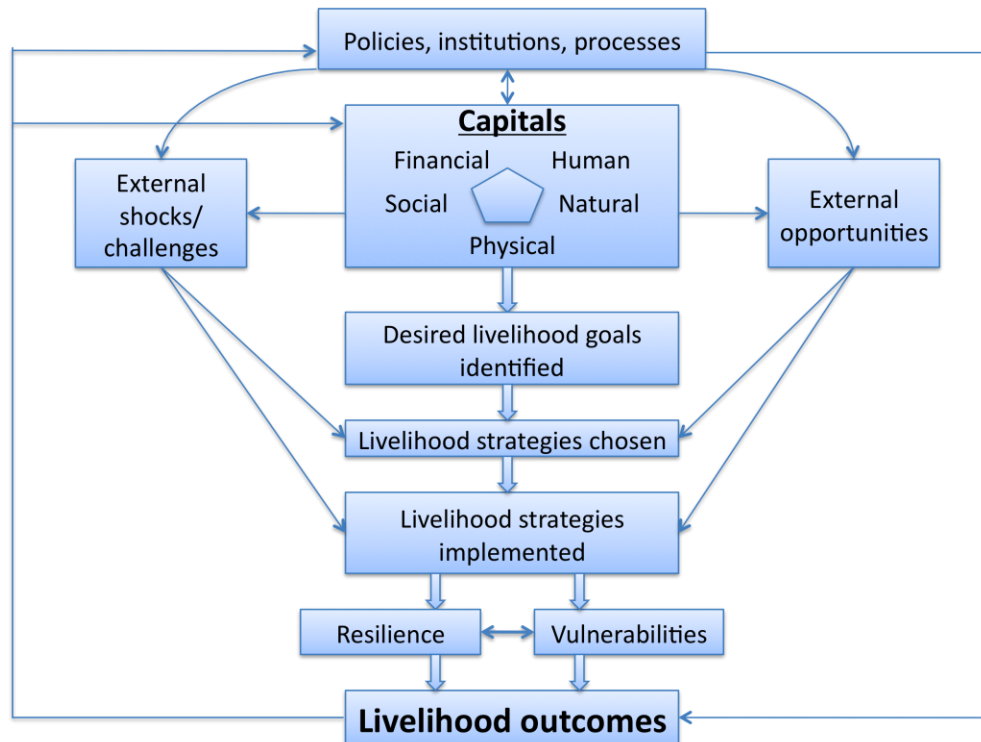 Policies, institutions, processes
Capitals
Financial Human
Social Natural
Physical
External
shocks/
challenges
External
opportunities
Desired livelihood goals
identified
Livelihood strategies chosen
Livelihood strategies
implemented
Resilience
Vulnerabilities
Livelihood outcomes